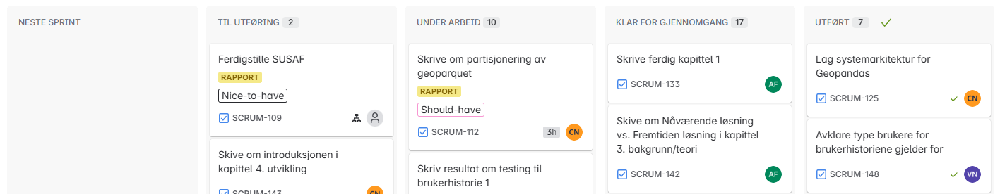 NESTE SPRINT
TIL UTFØRING 2
Ferdigstille SUSAF
RAPPORT
Nice-to-have
SCRUM-109
Skive om introduksjonen i
kapittel 4. utvikling
SCRUM-143
CN
UNDER ARBEID 10
Skrive om partisjonering av
geoparquet
RAPPORT
Should-have
SCRUM-112
3h
CN
Skriv resultat om testing til
brukerhistorie 1
KLAR FOR GJENNOMGANG 17
Skrive ferdig kapittel 1
SCRUM-133
AF
Skive om Nåværende løsning
vs. Fremtiden løsning i kapittel
3. bakgrunn/teori
SCRUM-142
AF
UTFØRT 7
Lag systemarkitektur for
Geopandas
SCRUM-125
CN
Avklare type brukere for
brukerhistoriene gjelder for
SCRUM-148
VN